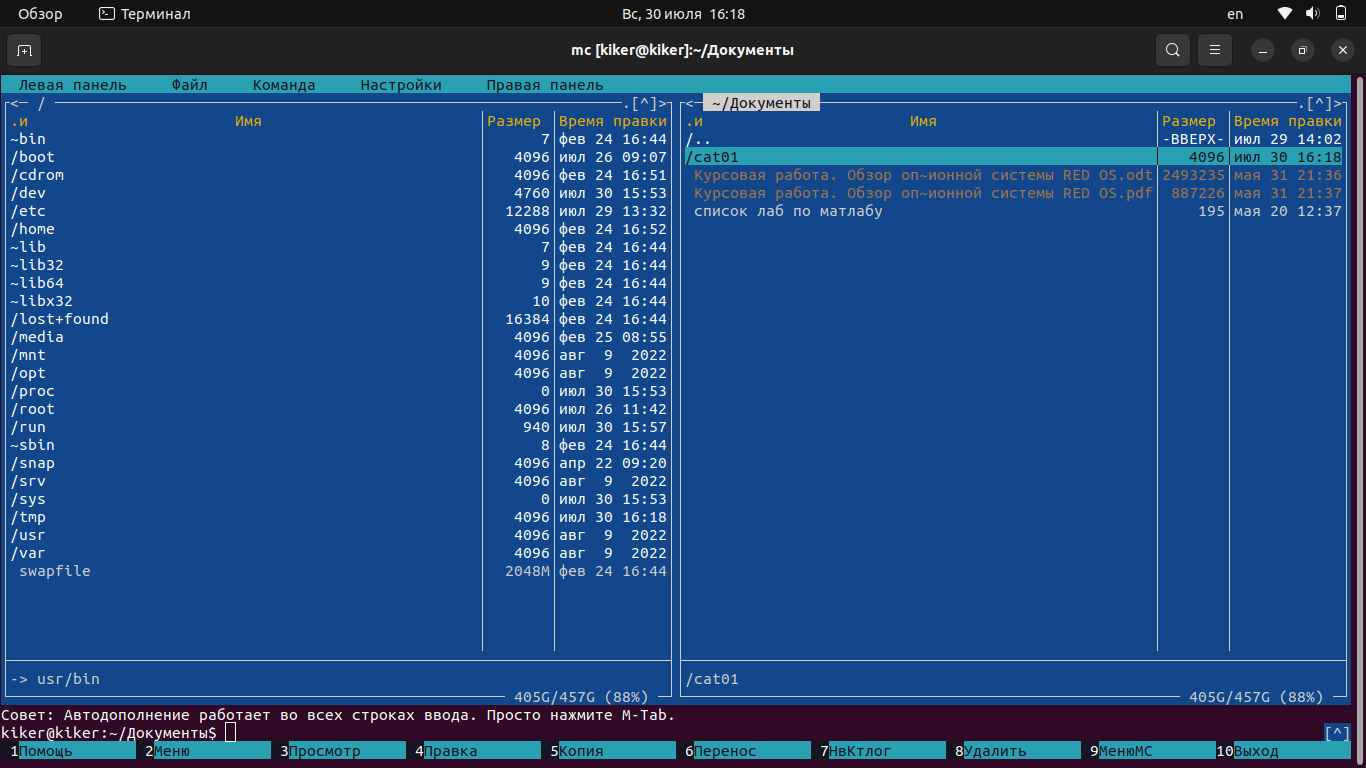 Обзор Терминал Вс, 30 июля 16:18 en
mc [kiker@kiker]:~/Документы
Левая панель Файл Команда Настройки Правая панель
<- / .[^]>
.и Имя Размер Время правки
~bin 7 фев 24 16:44
/boot 4096 июл 26 09:07
/cdrom 4096 фев 24 16:51
/dev 4760 июл 30 15:53
/etc 12288 июл 29 13:32
/home 4096 фев 24 16:52
~lib 7 фев 24 16:44
~lib32 9 фев 24 16:44
~lib64 9 фев 24 16:44
~libx32 10 фев 24 16:44
/lost+found 16384 фев 24 16:44
/media 4096 фев 25 08:55
/mnt 4096 авг 9 2022
/opt 4096 авг 9 2022
/proc 0 июл 30 15:53
/root 4096 июл 26 11:42
/run 940 июл 30 15:57
~sbin 8 фев 24 16:44
/snap 4096 апр 22 09:20
/srv 4096 авг 9 2022
/sys 0 июл 30 15:53
/tmp 4096 июл 30 16:18
/usr 4096 авг 9 2022
/var 4096 авг 9 2022
swapfile 2048M фев 24 16:44
-> usr/bin
405G/457G (88%)
<- ~/Документы .[^]>
.и Имя Размер Время правки
/.. -ВВЕРХ- июл 29 14:02
/cat01 4096 июл 30 16:18
Курсовая работа. Обзор оп~ионной системы RED OS.odt 2493235 мая 31 21:36
Курсовая работа. Обзор оп~ионной системы RED OS.pdf 887226 мая 31 21:37
список лаб по матлабу 195 мая 20 12:37
/cat01
405G/457G (88%)
Совет: Автодополнение работает во всех строках ввода. Просто нажмите M-Tab.
kiker@kiker:~/Документы$ [^]
1Помощь 2Меню 3Просмотр 4Правка 5Копия 6Перенос 7НвКтлог 8Удалить 9МенюMC 10Выход